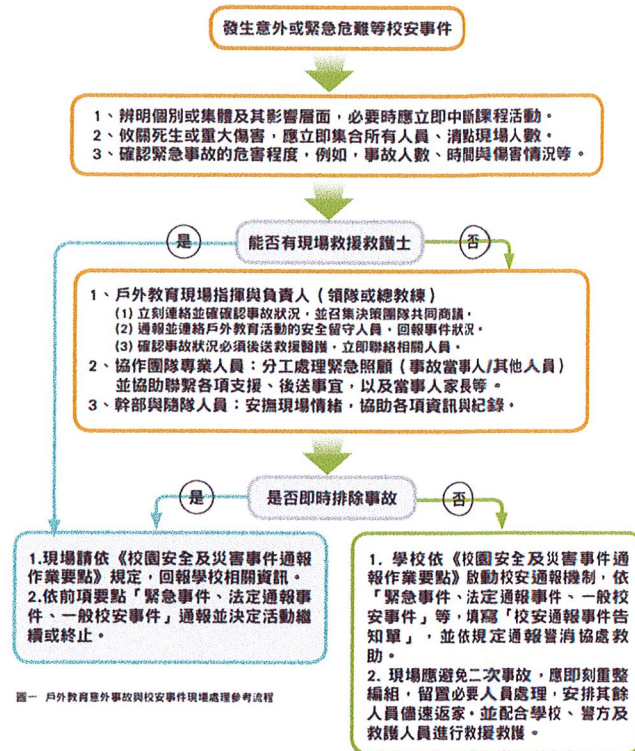 發生意外或緊急危難等校安事件
1、辨明個別或集體及其影響層面，必要時應立即中斷課程活動。
2、攸關死生或重大傷害，應立即集合所有人員、清點現場人數。
3、確認緊急事故的危害程度，例如，事故人數、時間與傷害情況等。
是
能否有現場救援救護士
否
1、戶外教育現場指揮與負責人（領隊或總教練）
(1) 立刻連絡並確確認事故狀況，並召集決策團隊共同商議。
(2) 通報並連絡戶外教育活動的安全留守人員，回報事件狀況。
(3) 確認事故狀況必須後送救援醫護，立即聯絡相關人員。
2、協作團隊專業人員：分工處理緊急照顧（事故當事人/其他人員）
並協助聯繫各項支援、後送事宜，以及當事人家長等。
3、幹部與隨隊人員：安撫現場情緒，協助各項資訊與紀錄。
是
是否即時排除事故
否
1.現場請依《校園安全及災害事件通報
作業要點》規定，回報學校相關資訊。
2.依前項要點「緊急事件、法定通報事
件、一般校安事件」通報並決定活動繼
續或終止。
1. 學校依《校園安全及災害事件通
報作業要點》啟動校安通報機制，依
「緊急事件、法定通報事件、一般校
安事件」等，填寫「校安通報事件告
知單」，並依規定通報警消協處救
助。
2. 現場應避免二次事故，應即刻重整
編組，留置必要人員處理，安排其餘
人員儘速返家。並配合學校、警方及
救護人員進行救援救護。
圖一 戶外教育意外事故與校安事件現場處理參考流程